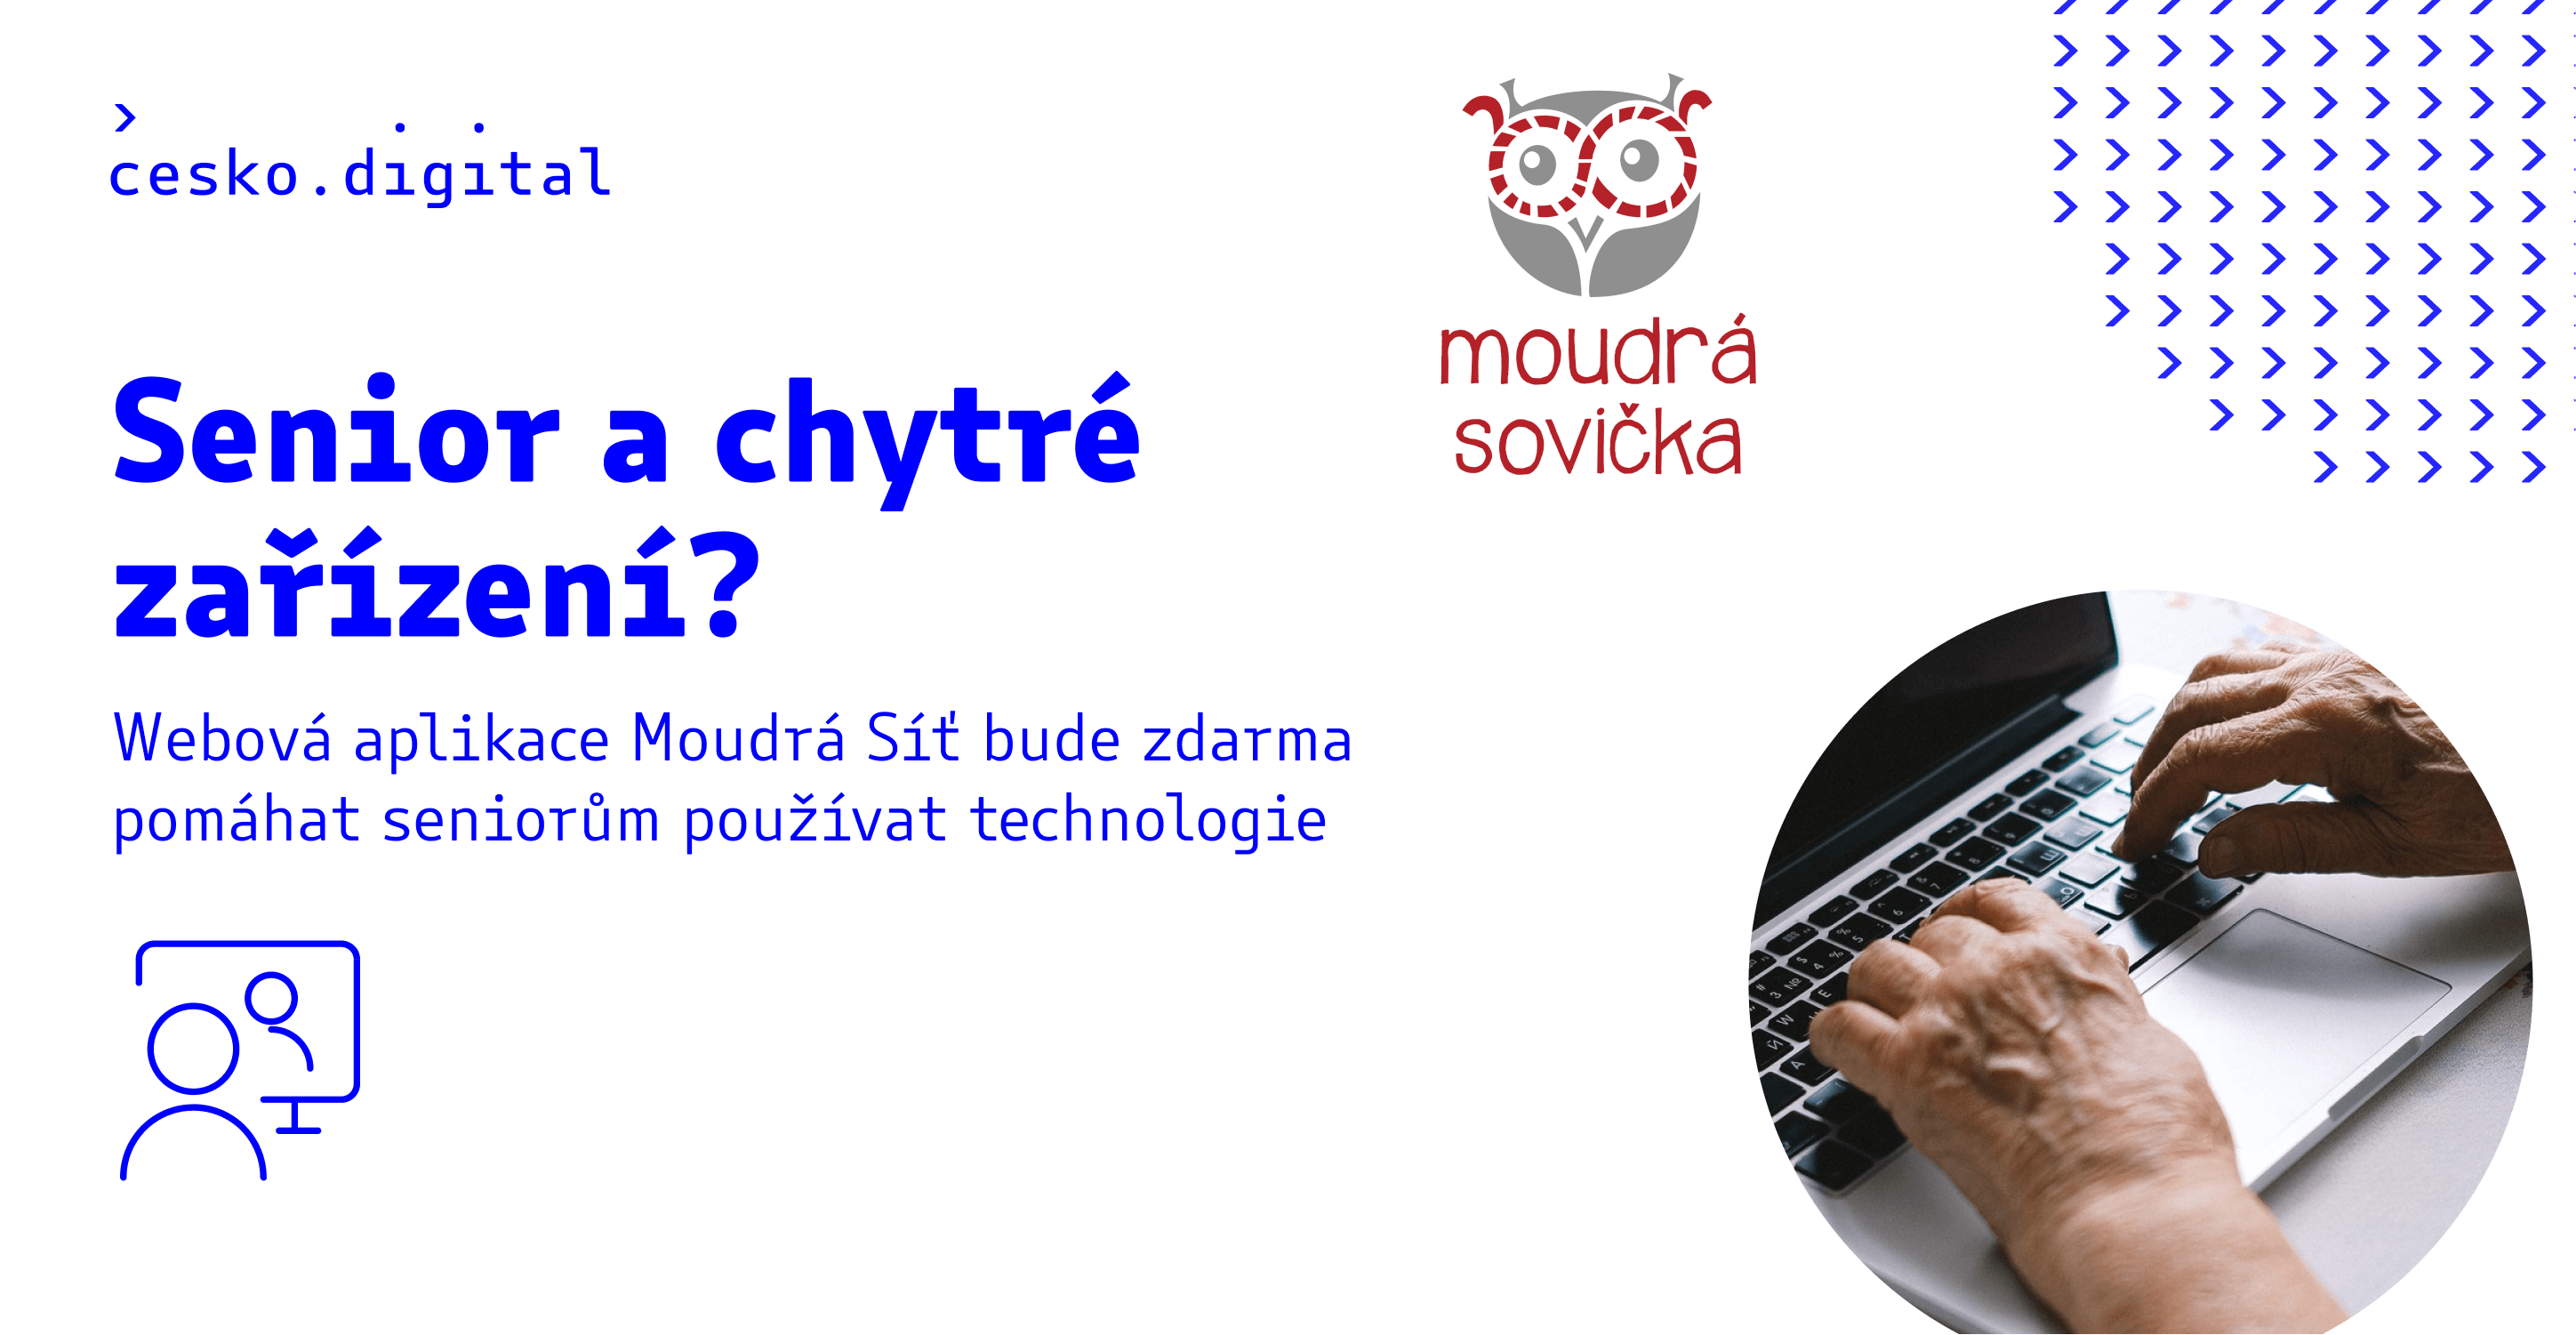 cesko.digital
moudrá
sovička
Senior a chytré
zařízení?
Webová aplikace Moudrá Síť bude zdarma
pomáhat seniorům používat technologie